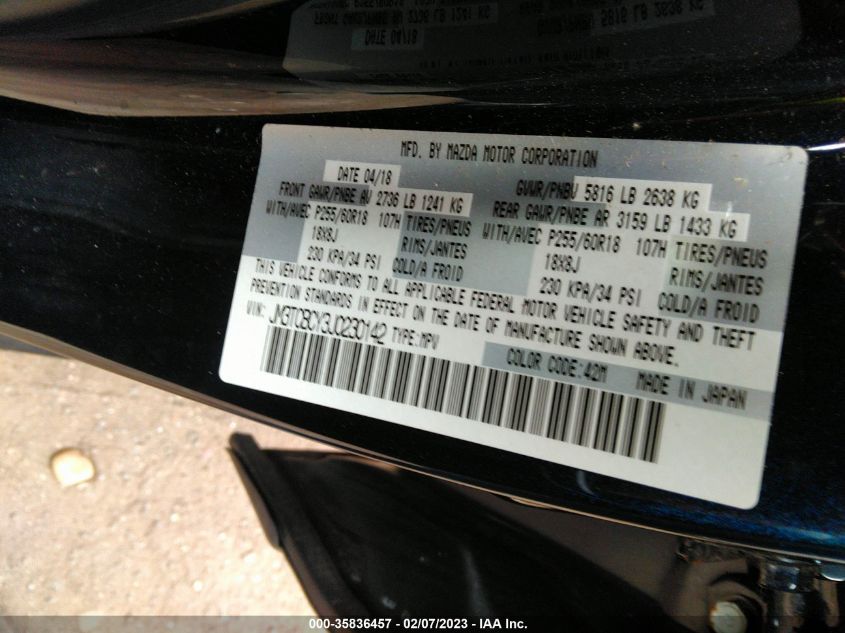 MFD. BY MAZDA MOTOR CORPORATION
DATE 04/18
GVWR/PNBV 5816 LB 2638 KG
FRONT GAWR/PNBE AV 2736 LB 1241 KG
REAR GAWR/PNBE AR 3159 LB 1433 KG
WITH/AVEC P255/60R18 107H TIRES/PNEUS
WITH/AVEC P255/60R18 107H TIRES/PNEUS
18X8J RIMS/JANTES
18X8J RIMS/JANTES
230 KPA/34 PSI COLD/A FROID
230 KPA/34 PSI COLD/A FROID
THIS VEHICLE CONFORMS TO ALL APPLICABLE FEDERAL MOTOR VEHICLE SAFETY AND THEFT
PREVENTION STANDARDS IN EFFECT ON THE DATE OF MANUFACTURE SHOWN ABOVE.
VIN: JM3TCBCY3J0230142 TYPE:MPV
COLOR CODE:42M MADE IN JAPAN
000-35836457 - 02/07/2023 - IAA Inc.